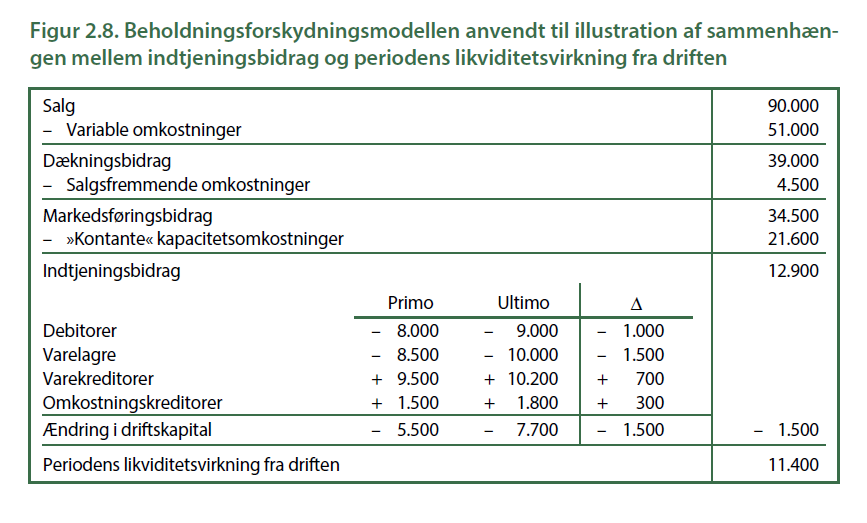 Figur 2.8. Beholdningsforskydningsmodellen anvendt til illustration af sammenhæn-
gen mellem indtjeningsbidrag og periodens likviditetsvirkning fra driften
Salg 90.000
– Variable omkostninger 51.000
Dækningsbidrag 39.000
– Salgsfremmende omkostninger 4.500
Markedsføringsbidrag 34.500
– »Kontante« kapacitetsomkostninger 21.600
Indtjeningsbidrag 12.900
Primo Ultimo Δ
Debitorer – 8.000 – 9.000 – 1.000
Varelagre – 8.500 – 10.000 – 1.500
Varekreditorer + 9.500 + 10.200 + 700
Omkostningskreditorer + 1.500 + 1.800 + 300
Ændring i driftskapital – 5.500 – 7.700 – 1.500 – 1.500
Periodens likviditetsvirkning fra driften 11.400